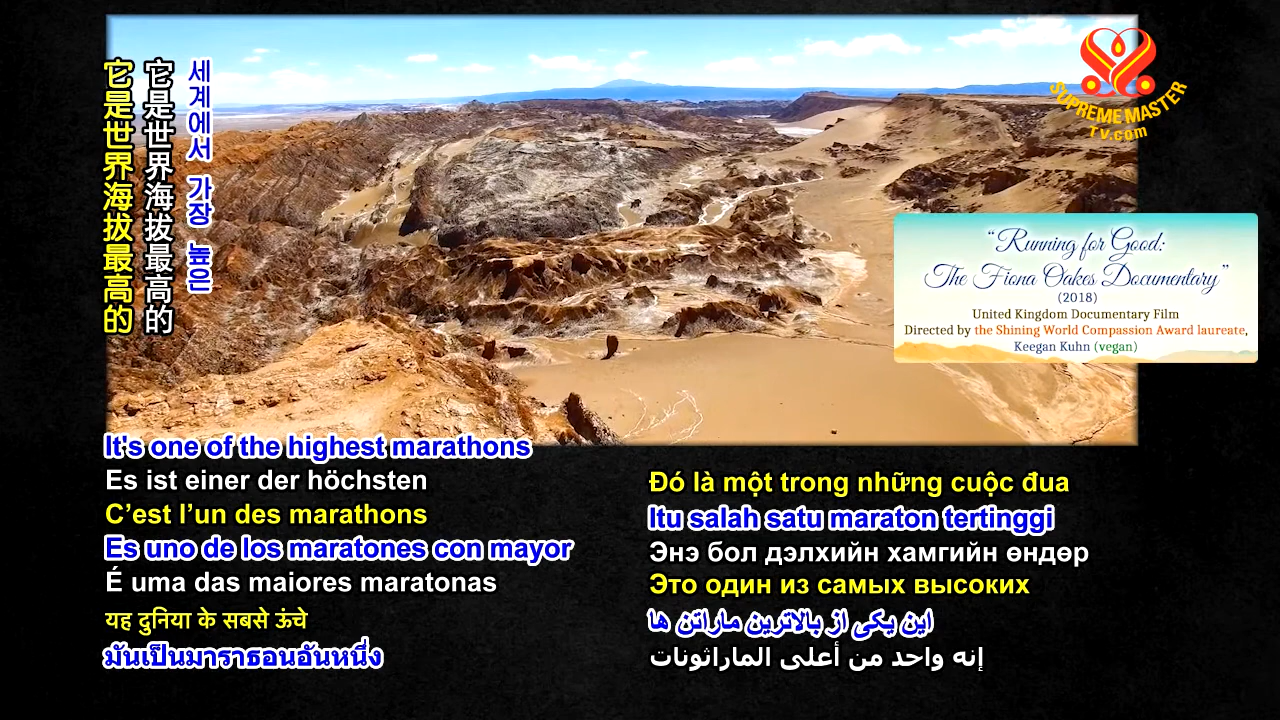 它是世界海拔最高的
它是世界海拔最高的
세계에서 가장 높은
SUPREME MASTER
TV.com
“Running for Good:
The Fiona Oakes Documentary”
(2018)
United Kingdom Documentary Film
Directed by the Shining World Compassion Award laureate,
Keegan Kuhn (vegan)
It's one of the highest marathons
Es ist einer der höchsten
C’est l’un des marathons
Es uno de los maratones con mayor
É uma das maiores maratonas
यह दुनिया के सबसे ऊंचे
มันเป็นมาราธอนอันหนึ่ง
Đó là một trong những cuộc đua
Itu salah satu maraton tertinggi
Энэ бол дэлхийн хамгийн өндөр
Это один из самых высоких
این یکی از بالاترین ماراتن ها
إنه واحد من أعلى الماراثونات